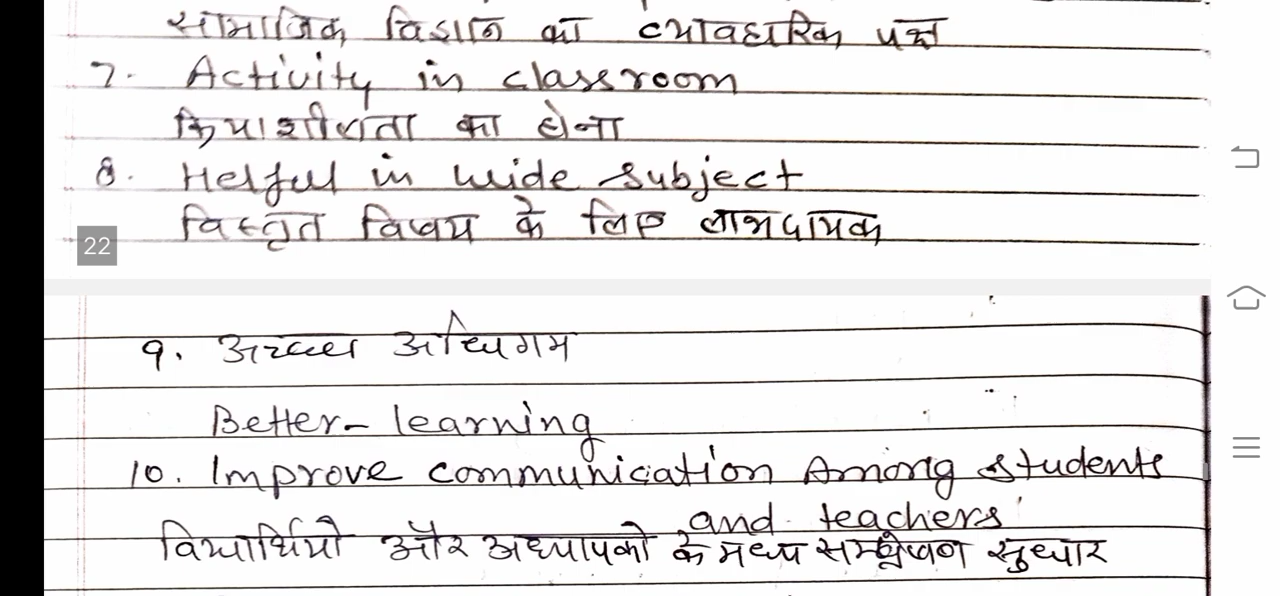 सामाजिक विज्ञान का व्यावहारिक पक्ष
7. Activity in classroom
क्रियाशीलता का होना
8. Helful in wide subject
विस्तृत विषय के लिए लाभदायक
22
9. अच्छा अधिगम
Better- learning
10. Improve communication Among students
and teachers
विद्यार्थियो और अध्यापको के मध्य सम्प्रेषण सुधार